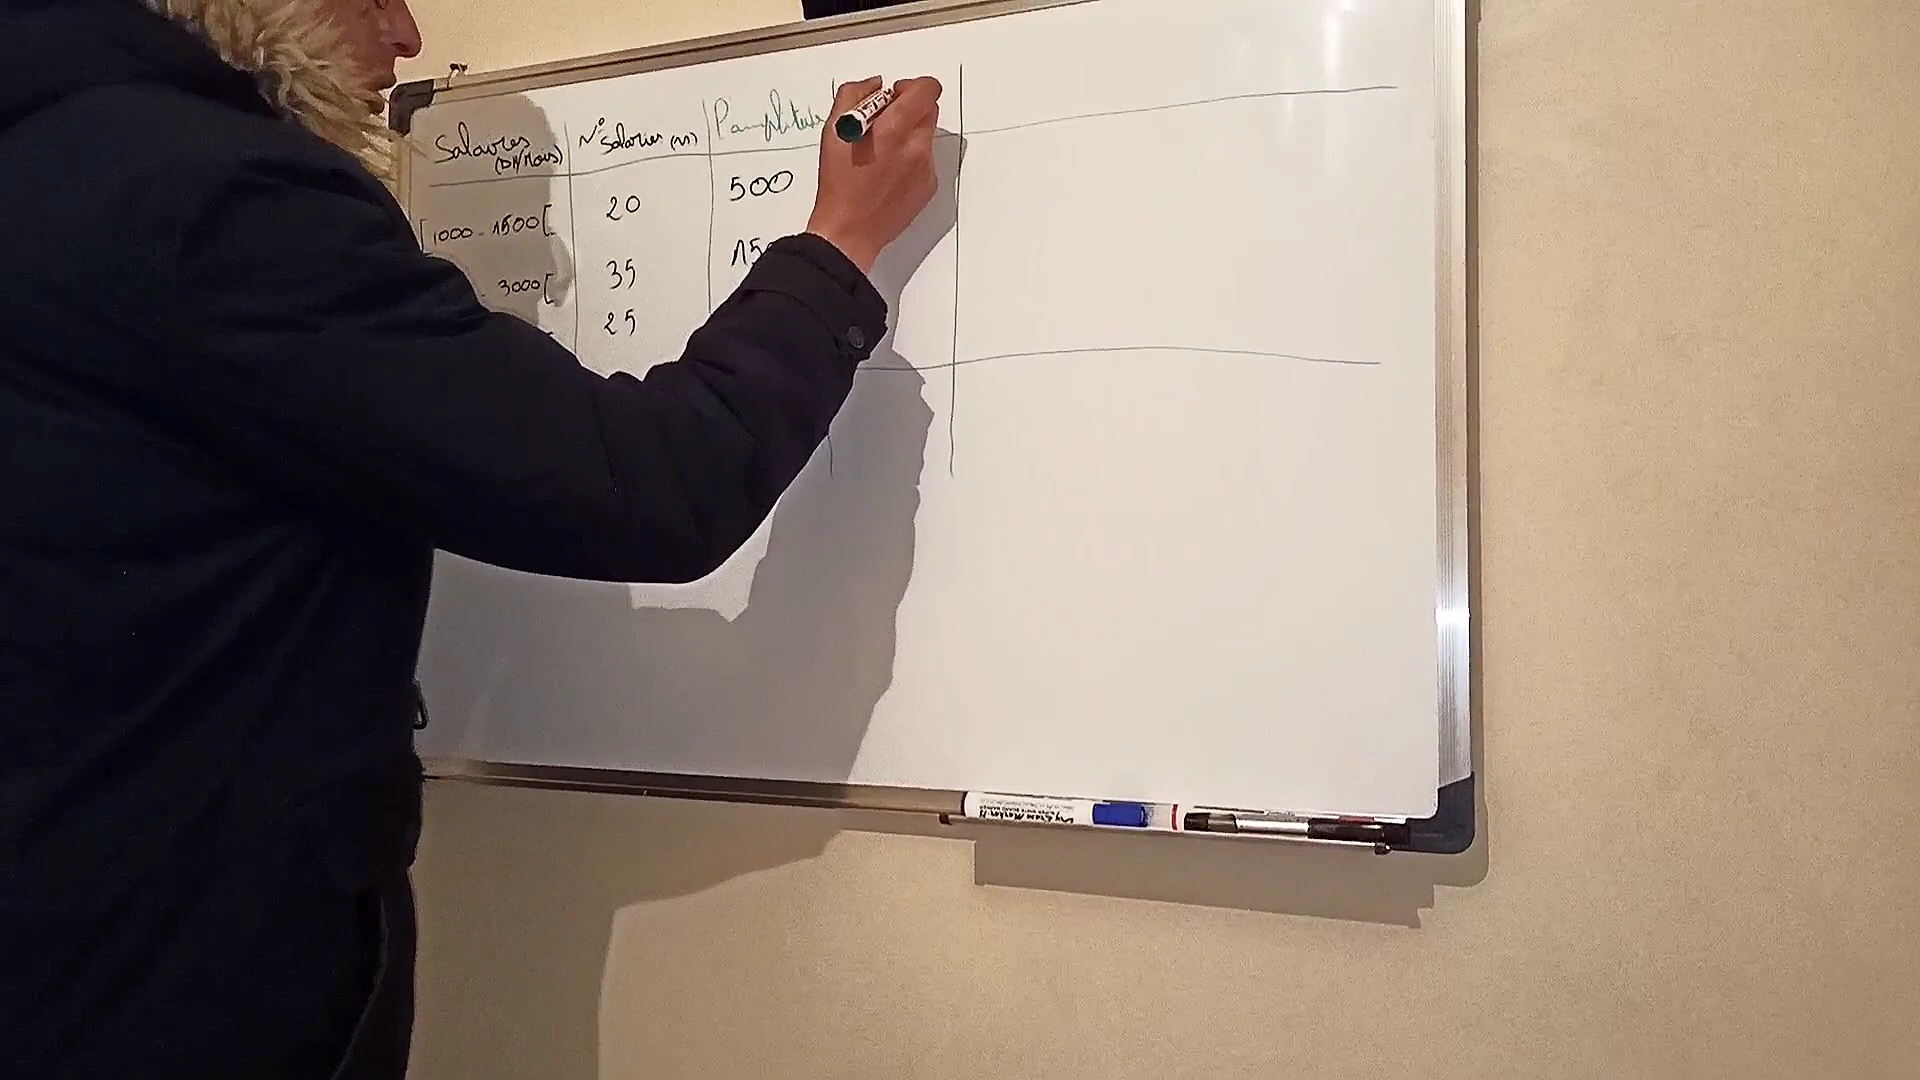 Salaires N° Salariés (n) l'amplitude
(DH/Mois)
[1000 - 1500[ 20 500
- 3000[ 35 15
[ 25